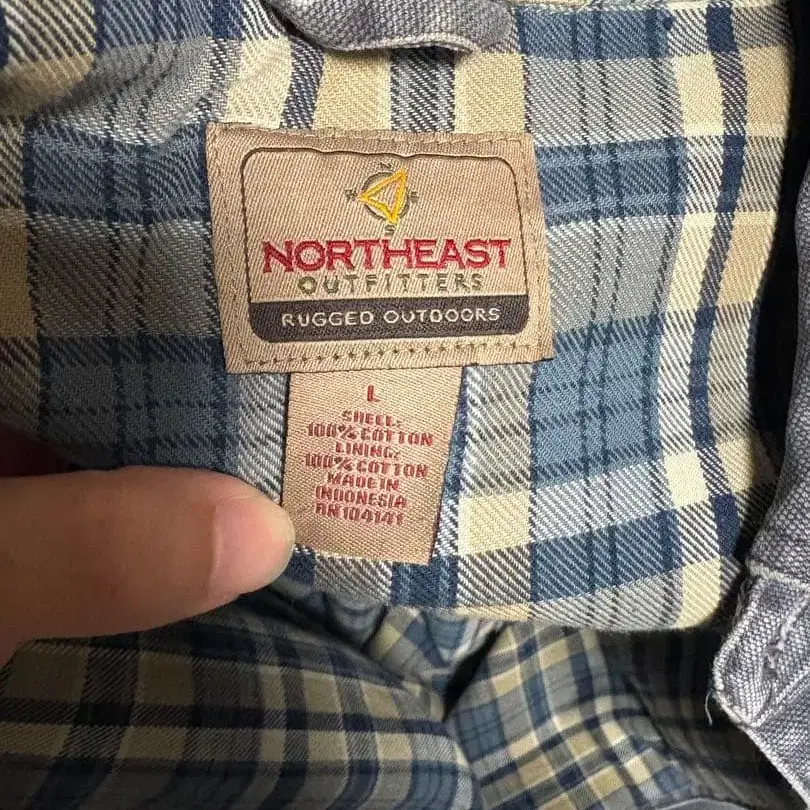 N
E
S
NORTHEAST
OUTFITTERS
RUGGED OUTDOORS
L
SHELL:
100% COTTON
LINING:
100% COTTON
MADE IN
INDONESIA
RN 104141